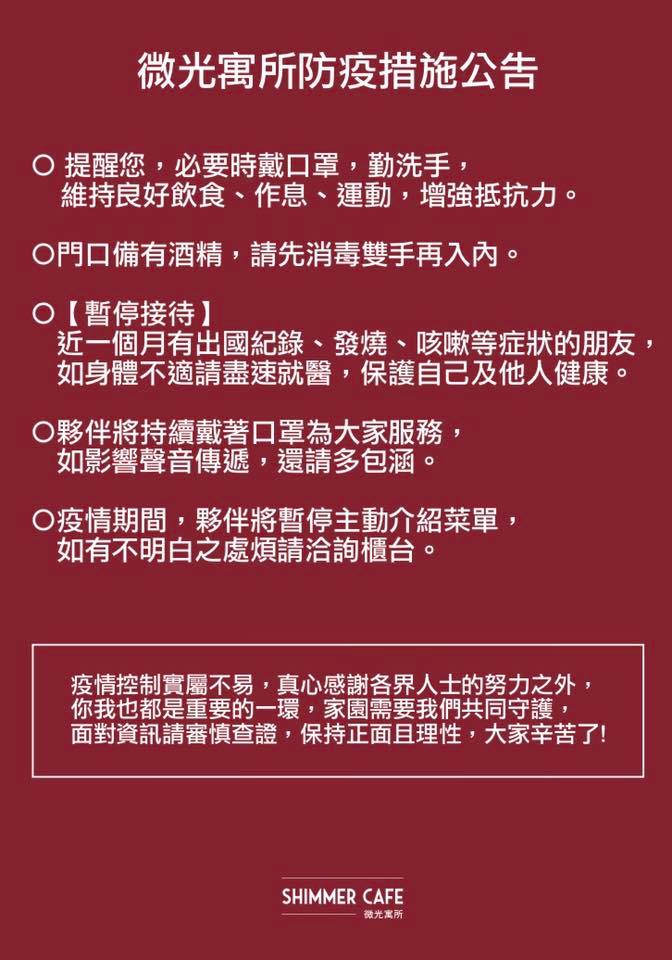 微光寓所防疫措施公告
○ 提醒您，必要時戴口罩，勤洗手，
維持良好飲食、作息、運動，增強抵抗力。
○門口備有酒精，請先消毒雙手再入內。
○【暫停接待】
近一個月有出國紀錄、發燒、咳嗽等症狀的朋友，
如身體不適請盡速就醫，保護自己及他人健康。
○夥伴將持續戴著口罩為大家服務，
如影響聲音傳遞，還請多包涵。
○疫情期間，夥伴將暫停主動介紹菜單，
如有不明白之處煩請洽詢櫃台。
疫情控制實屬不易，真心感謝各界人士的努力之外，
你我也都是重要的一環，家園需要我們共同守護，
面對資訊請審慎查證，保持正面且理性，大家辛苦了!
SHIMMER CAFE
微光寓所